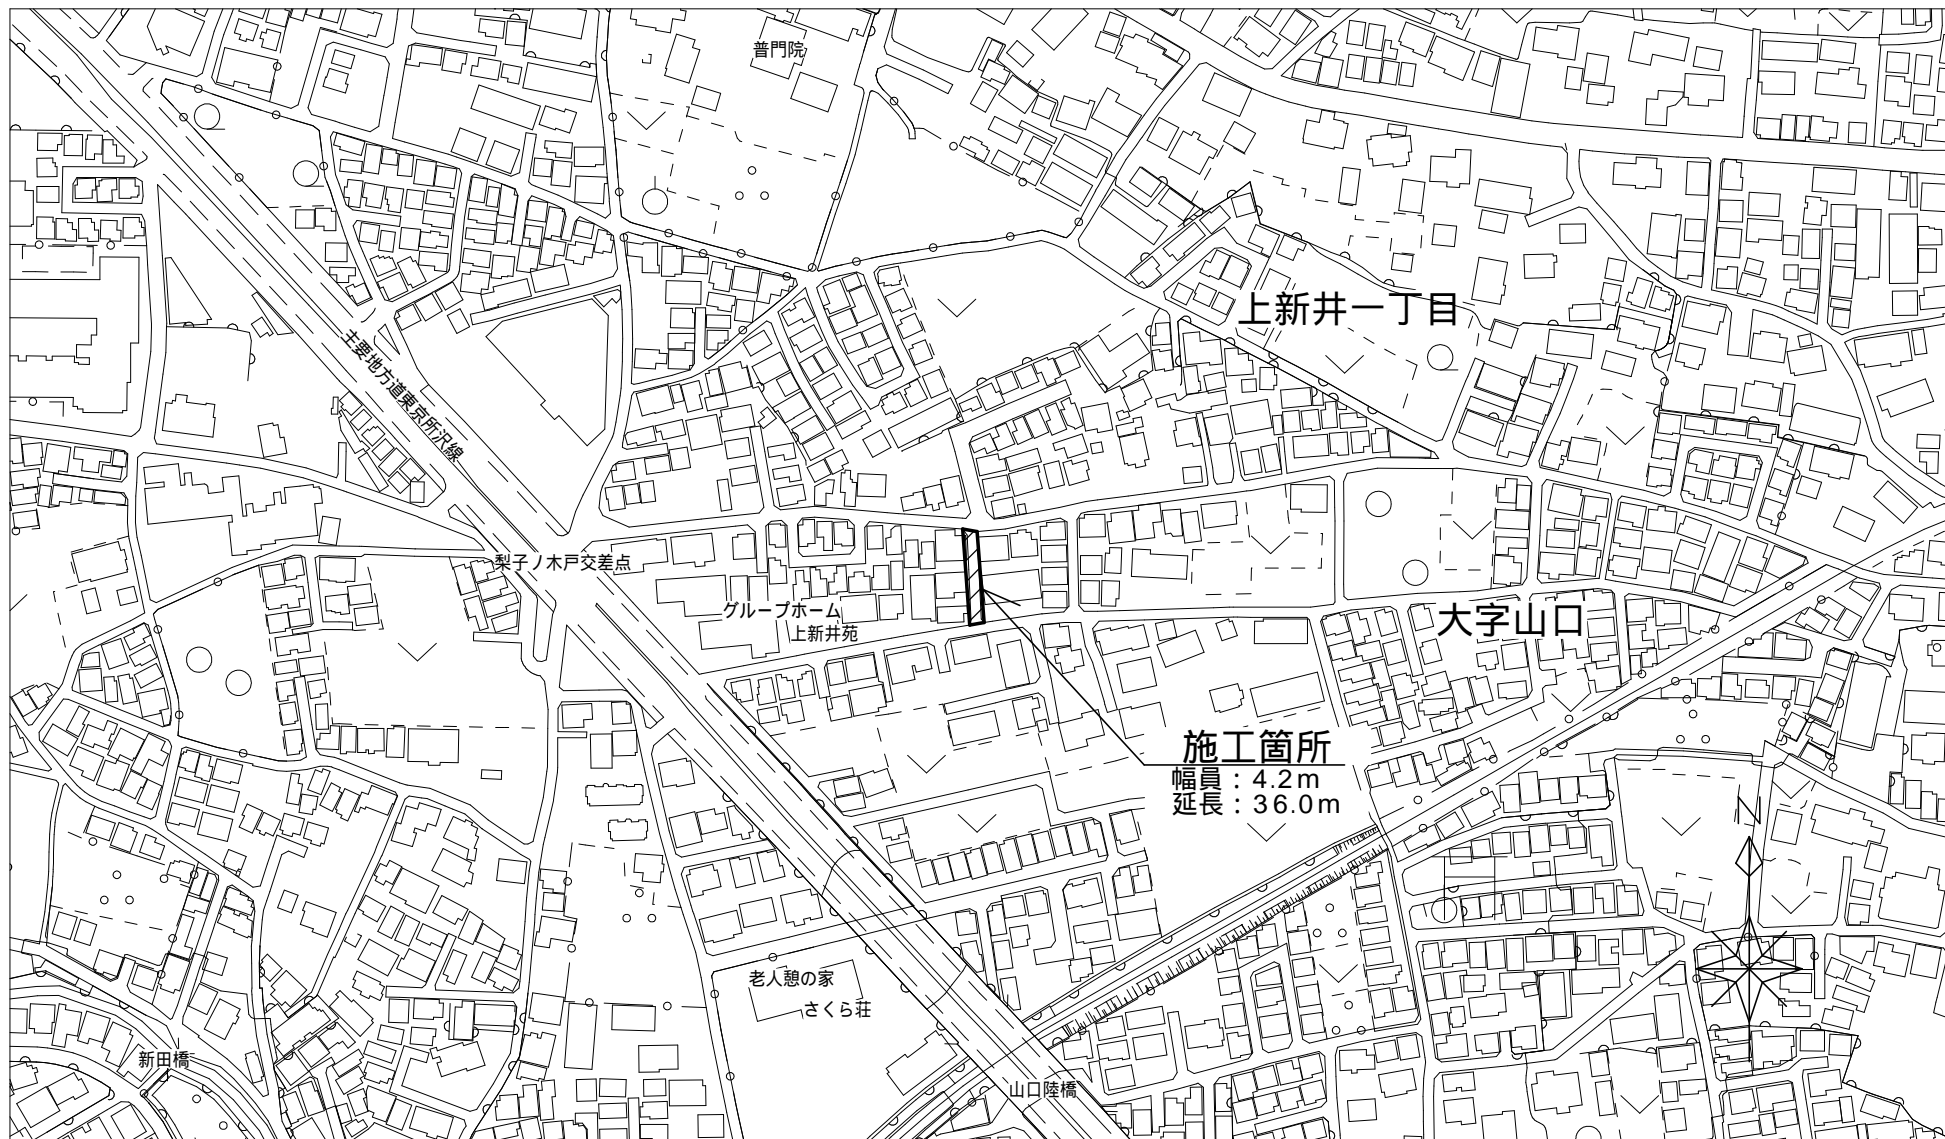 普門院
上新井一丁目
主要地方道東京所沢線
梨子ノ木戸交差点
グループホーム
上新井苑
大字山口
施工箇所
幅員：4.2m
延長：36.0m
N
老人憩の家
さくら荘
新田橋
山口陸橋